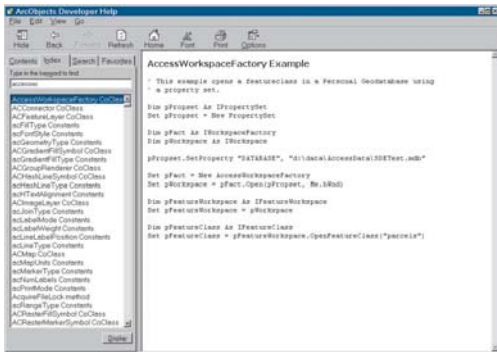 ArcObjects Developer Help
File Edit View Go
Hide Back Forward Refresh Home Font Print Options
Contents Index Search Favorites
Type in the keyword to find:
AccessWorkspaceFactory CoClass
ACConnector CoClass
ACFeatureLayer CoClass
acFillType Constants
acFontStyle Constants
acGeometryType Constants
ACGradientFillSymbol CoClass
acGradientFillType Constants
ACGroupRenderer CoClass
ACHashLineSymbol CoClass
acHashLineType Constants
acHTextAlignment Constants
ACImageLayer CoClass
acJoinType Constants
acLabelMode Constants
acLabelWeight Constants
acLineLabelPosition Constants
acLineType Constants
ACMap CoClass
acMapUnits Constants
acMarkerType Constants
acNumLabels Constants
acPrintMode Constants
AcquireFileLock method
acRangeType Constants
ACRasterFillSymbol CoClass
ACRasterMarkerSymbol CoClass
Display
AccessWorkspaceFactory Example
' This example opens a featureclass in a Personal Geodatabase using
' a property set.
Dim pPropset As IPropertySet
Set pPropset = New PropertySet
Dim pFact As IWorkspaceFactory
Dim pWorkspace As IWorkspace
pPropset.SetProperty "DATABASE", "d:\data\AccessData\SDETest.mdb"
Set pFact = New AccessWorkspaceFactory
Set pWorkspace = pFact.Open(pPropset, Me.hWnd)
Dim pFeatureWorkspace As IFeatureWorkspace
Set pFeatureWorkspace = pWorkspace
Dim pFeatureClass As IFeatureClass
Set pFeatureClass = pFeatureWorkspace.OpenFeatureClass("parcels")